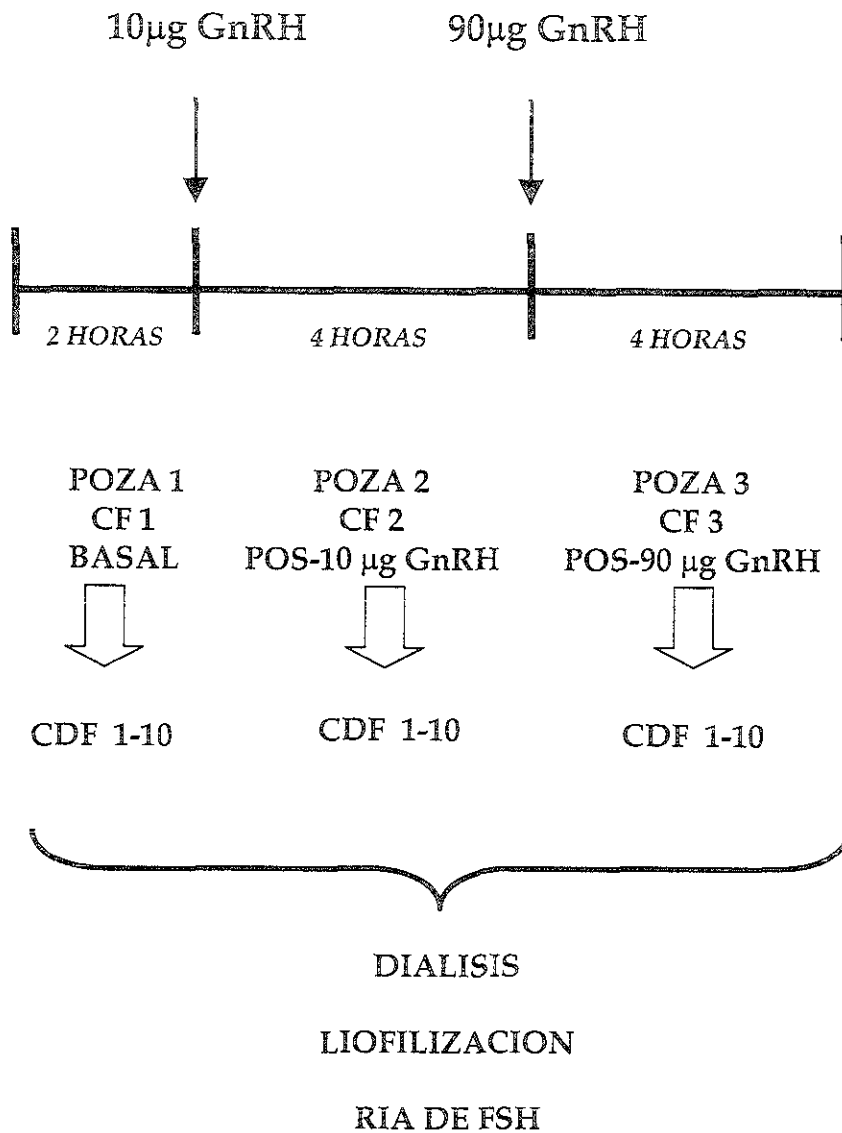 10µg GnRH 90µg GnRH
2 HORAS 4 HORAS 4 HORAS
POZA 1 POZA 2 POZA 3
CF 1 CF 2 CF 3
BASAL POS-10 µg GnRH POS-90 µg GnRH
CDF 1-10 CDF 1-10 CDF 1-10
DIALISIS
LIOFILIZACION
RIA DE FSH